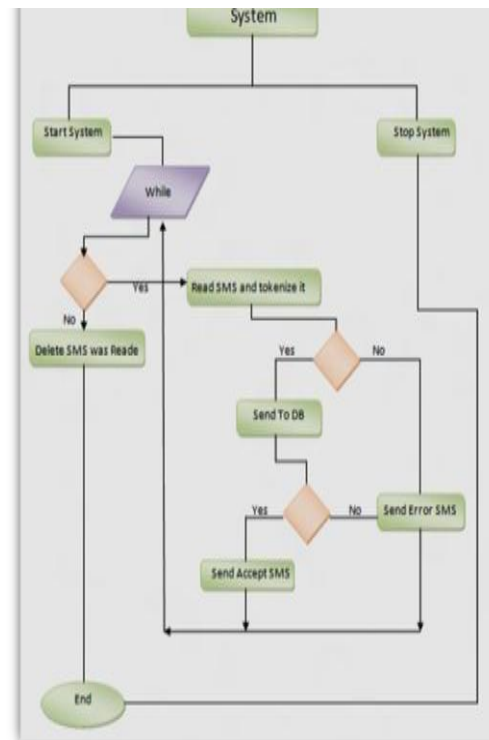 System
Start System
Stop System
While
Yes
Read SMS and tokenize it
No
Delete SMS was Reade
Yes
No
Send To DB
Yes
No
Send Error SMS
Send Accept SMS
End